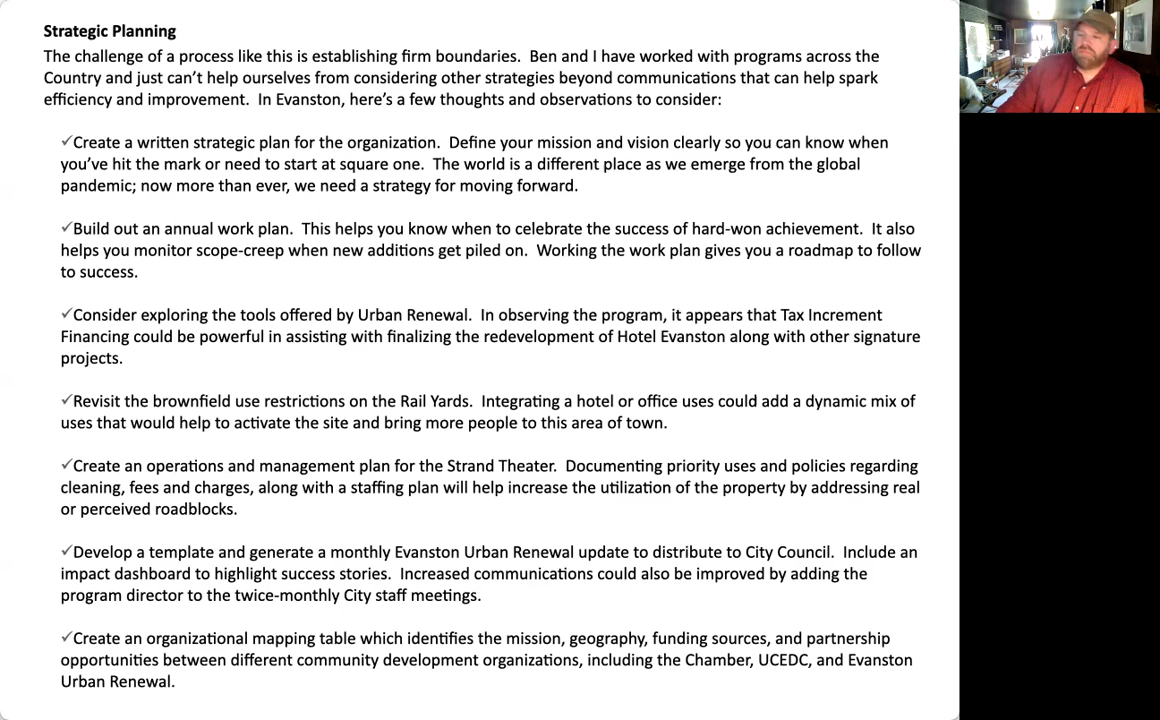 Strategic Planning
The challenge of a process like this is establishing firm boundaries.  Ben and I have worked with programs across the
Country and just can't help ourselves from considering other strategies beyond communications that can help spark
efficiency and improvement.  In Evanston, here's a few thoughts and observations to consider:
✓Create a written strategic plan for the organization.  Define your mission and vision clearly so you can know when
you've hit the mark or need to start at square one.  The world is a different place as we emerge from the global
pandemic; now more than ever, we need a strategy for moving forward.
✓Build out an annual work plan.  This helps you know when to celebrate the success of hard-won achievement.  It also
helps you monitor scope-creep when new additions get piled on.  Working the work plan gives you a roadmap to follow
to success.
✓Consider exploring the tools offered by Urban Renewal.  In observing the program, it appears that Tax Increment
Financing could be powerful in assisting with finalizing the redevelopment of Hotel Evanston along with other signature
projects.
✓Revisit the brownfield use restrictions on the Rail Yards.  Integrating a hotel or office uses could add a dynamic mix of
uses that would help to activate the site and bring more people to this area of town.
✓Create an operations and management plan for the Strand Theater.  Documenting priority uses and policies regarding
cleaning, fees and charges, along with a staffing plan will help increase the utilization of the property by addressing real
or perceived roadblocks.
✓Develop a template and generate a monthly Evanston Urban Renewal update to distribute to City Council.  Include an
impact dashboard to highlight success stories.  Increased communications could also be improved by adding the
program director to the twice-monthly City staff meetings.
✓Create an organizational mapping table which identifies the mission, geography, funding sources, and partnership
opportunities between different community development organizations, including the Chamber, UCEDC, and Evanston
Urban Renewal.